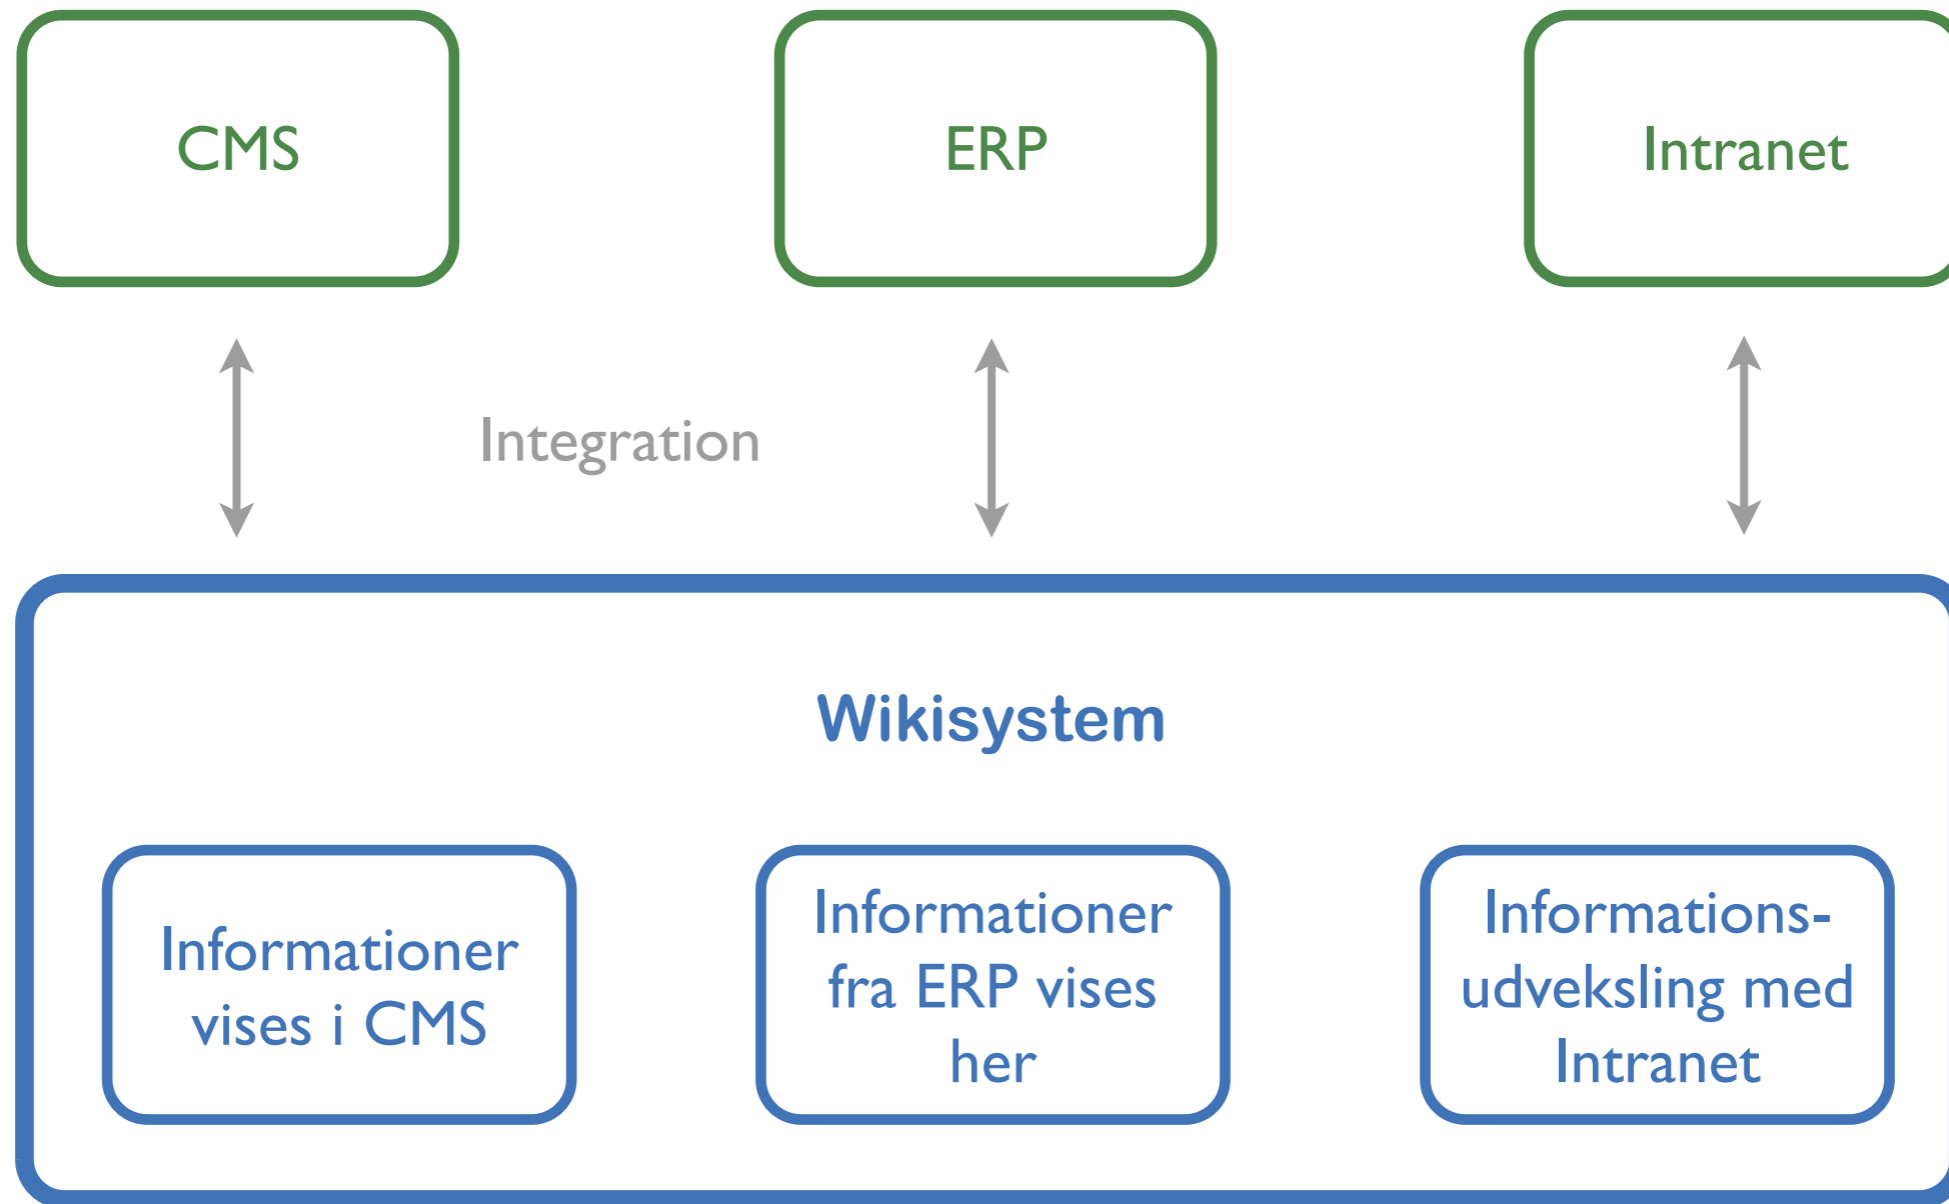 CMS
ERP
Intranet
Integration
Wikisystem
Informationer
vises i CMS
Informationer
fra ERP vises
her
Informations-
udveksling med
Intranet